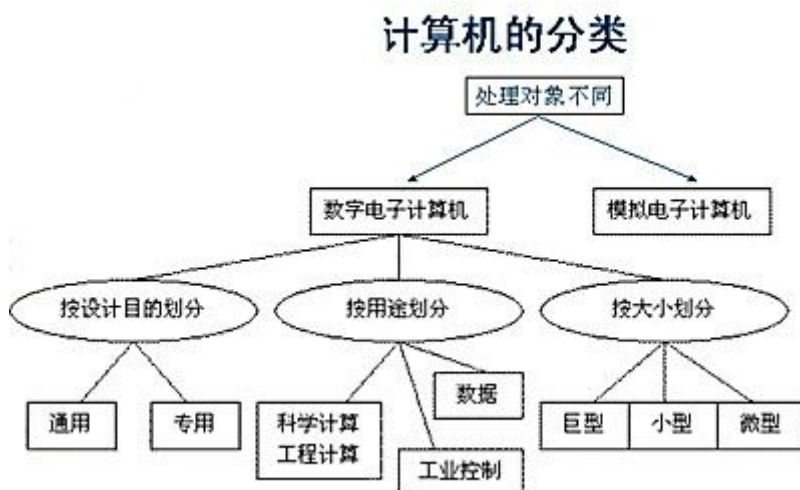 计算机的分类
处理对象不同
数字电子计算机
模拟电子计算机
按设计目的划分
按用途划分
按大小划分
通用
专用
科学计算
工程计算
工业控制
数据
巨型
小型
微型